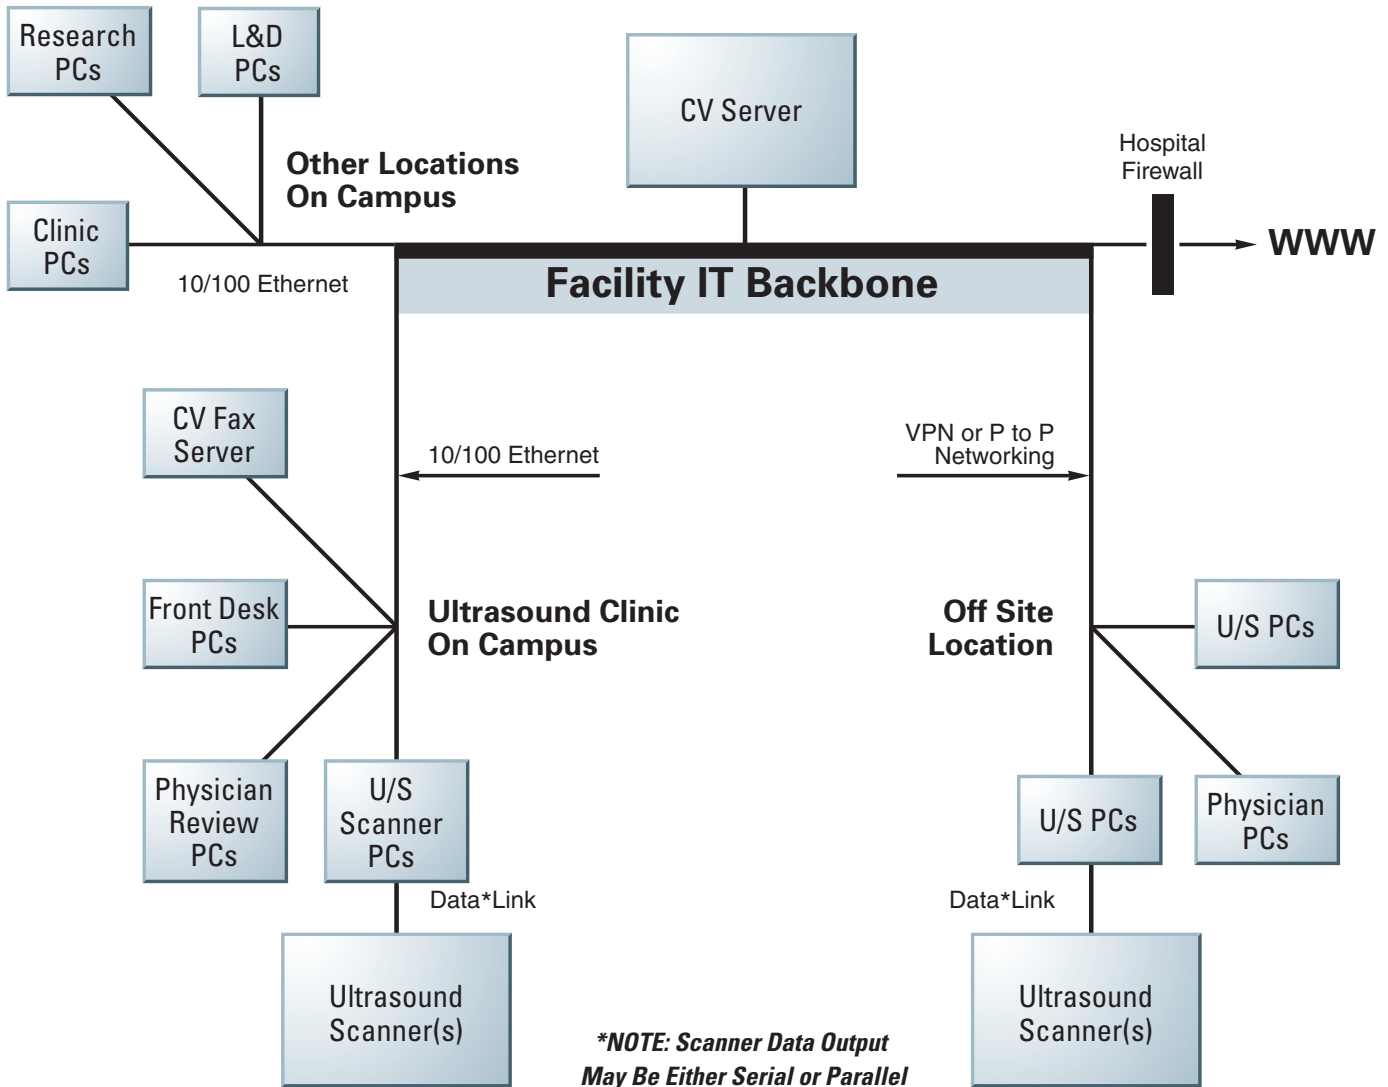 Research
PCs
L&D
PCs
CV Server
Hospital
Firewall
Other Locations
On Campus
Clinic
PCs
WWW
10/100 Ethernet
Facility IT Backbone
CV Fax
Server
10/100 Ethernet
VPN or P to P
Networking
Front Desk
PCs
Ultrasound Clinic
On Campus
Off Site
Location
U/S PCs
Physician
Review
PCs
U/S
Scanner
PCs
U/S PCs
Physician
PCs
Data*Link
Data*Link
Ultrasound
Scanner(s)
Ultrasound
Scanner(s)
*NOTE: Scanner Data Output
May Be Either Serial or Parallel